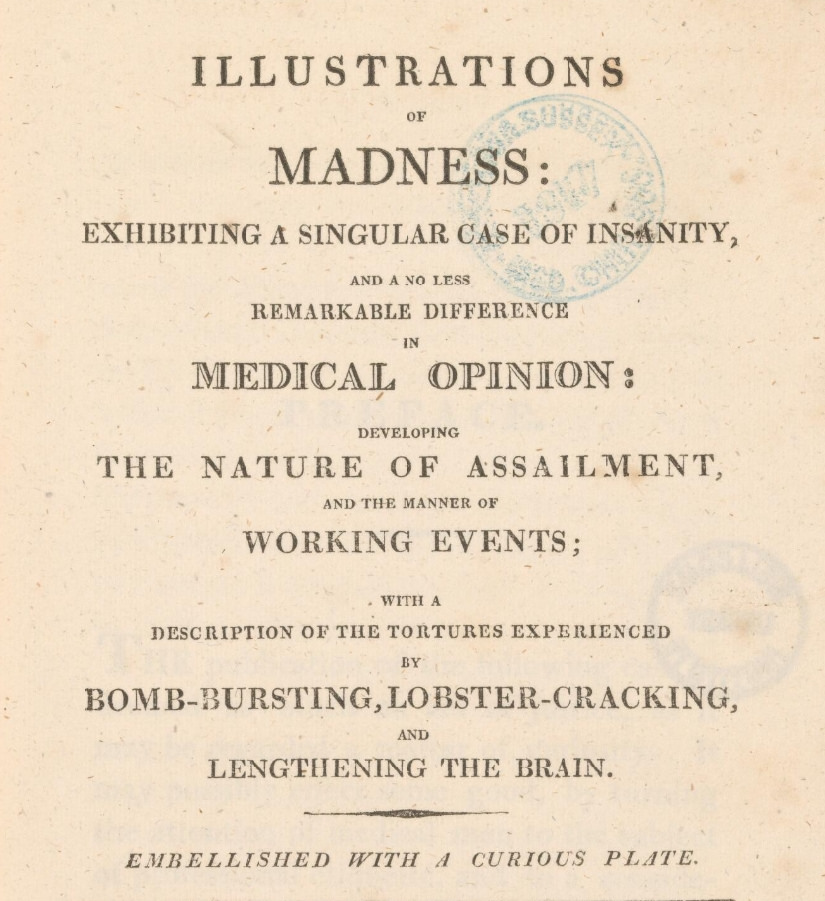 ILLUSTRATIONS
OF
MADNESS:
EXHIBITING A SINGULAR CASE OF INSANITY,
AND A NO LESS
REMARKABLE DIFFERENCE
IN
MEDICAL OPINION:
DEVELOPING
THE NATURE OF ASSAILMENT,
AND THE MANNER OF
WORKING EVENTS;
WITH A
DESCRIPTION OF THE TORTURES EXPERIENCED
BY
BOMB-BURSTING, LOBSTER-CRACKING,
AND
LENGTHENING THE BRAIN.
EMBELLISHED WITH A CURIOUS PLATE.